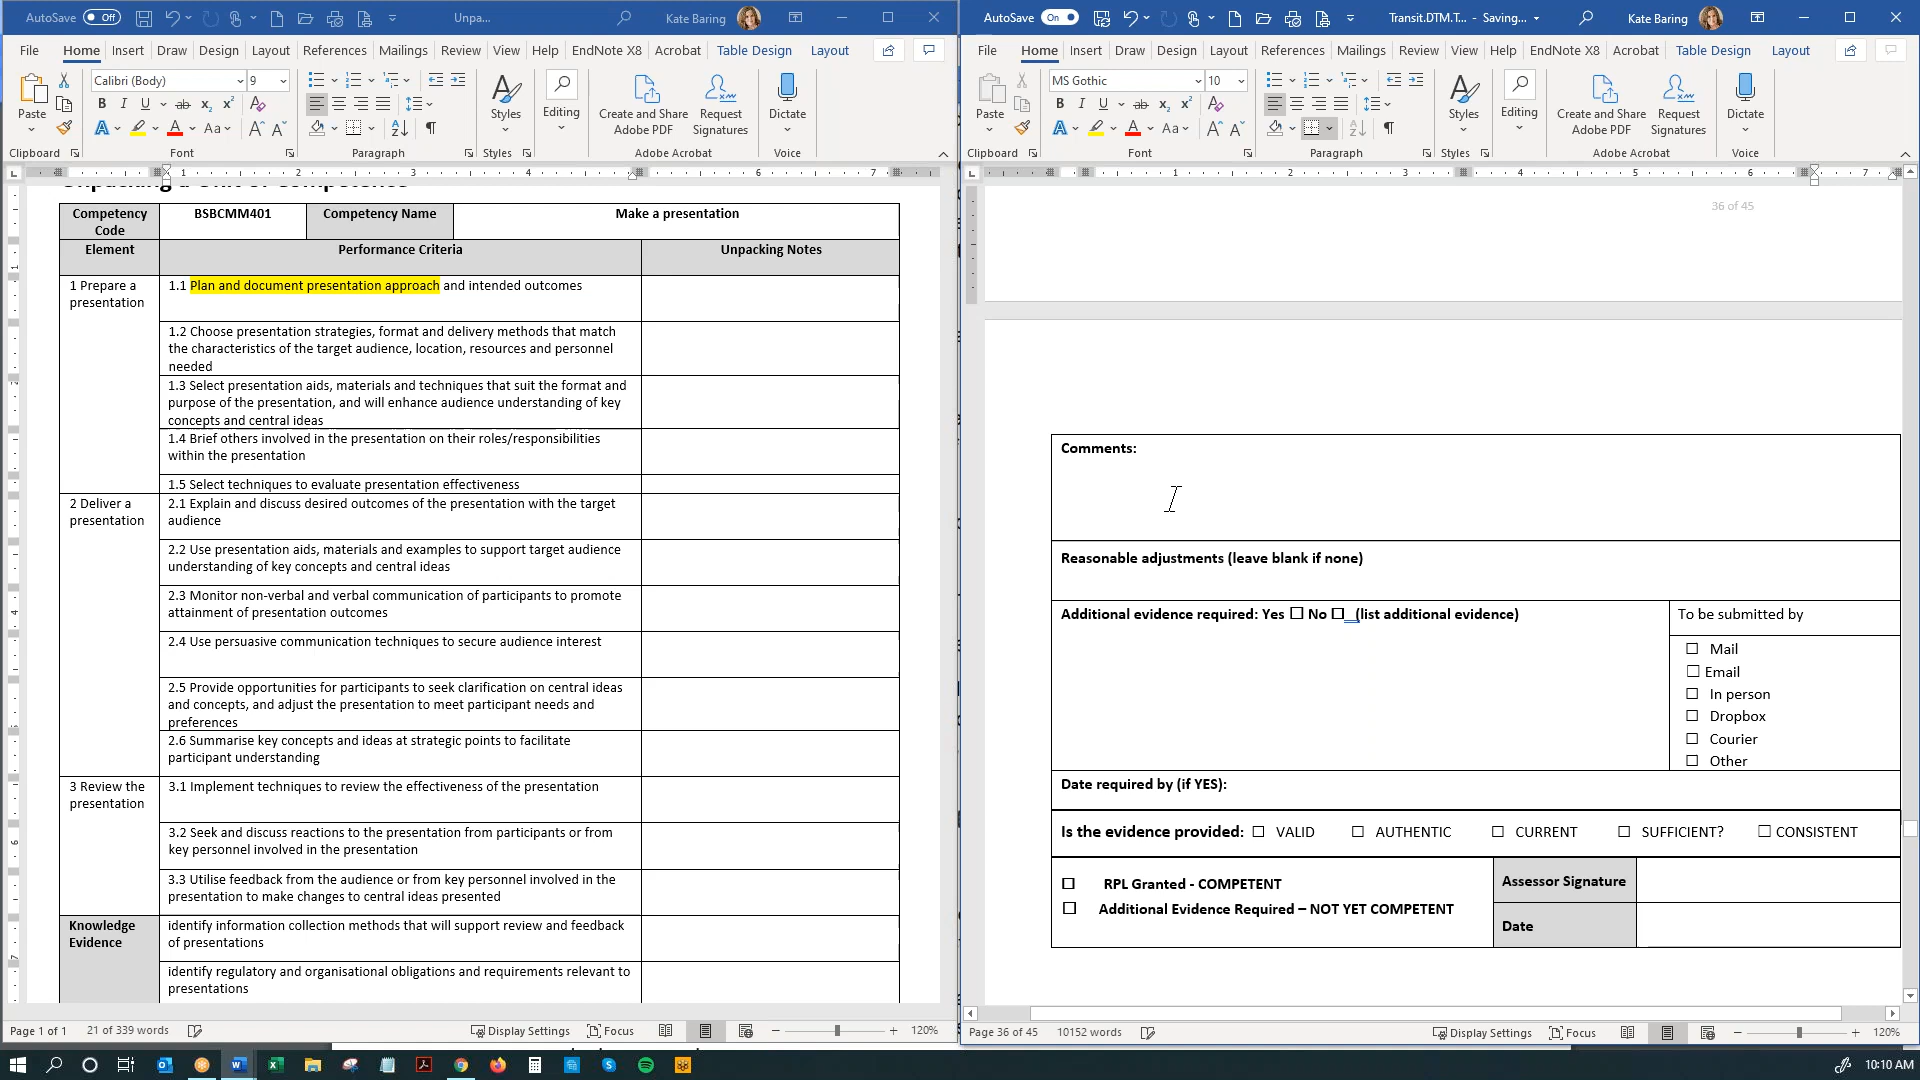 AutoSave Off Unpa... Kate Baring
File Home Insert Draw Design Layout References Mailings Review View Help EndNote X8 Acrobat Table Design Layout
Calibri (Body) 9
Paste
Styles
Editing
Create and Share Adobe PDF
Request Signatures
Dictate
Clipboard Font Paragraph Styles Adobe Acrobat Voice
Competency Code BSBCMM401 Competency Name Make a presentation
Element Performance Criteria Unpacking Notes
1 Prepare a presentation
1.1 Plan and document presentation approach and intended outcomes
1.2 Choose presentation strategies, format and delivery methods that match
the characteristics of the target audience, location, resources and personnel
needed
1.3 Select presentation aids, materials and techniques that suit the format and
purpose of the presentation, and will enhance audience understanding of key
concepts and central ideas
1.4 Brief others involved in the presentation on their roles/responsibilities
within the presentation
1.5 Select techniques to evaluate presentation effectiveness
2 Deliver a presentation
2.1 Explain and discuss desired outcomes of the presentation with the target
audience
2.2 Use presentation aids, materials and examples to support target audience
understanding of key concepts and central ideas
2.3 Monitor non-verbal and verbal communication of participants to promote
attainment of presentation outcomes
2.4 Use persuasive communication techniques to secure audience interest
2.5 Provide opportunities for participants to seek clarification on central ideas
and concepts, and adjust the presentation to meet participant needs and
preferences
2.6 Summarise key concepts and ideas at strategic points to facilitate
participant understanding
3 Review the presentation
3.1 Implement techniques to review the effectiveness of the presentation
3.2 Seek and discuss reactions to the presentation from participants or from
key personnel involved in the presentation
3.3 Utilise feedback from the audience or from key personnel involved in the
presentation to make changes to central ideas presented
Knowledge Evidence
identify information collection methods that will support review and feedback
of presentations
identify regulatory and organisational obligations and requirements relevant to
presentations
Page 1 of 1 21 of 339 words Display Settings Focus 120%
AutoSave On Transit.DTM.T... - Saving... Kate Baring
File Home Insert Draw Design Layout References Mailings Review View Help EndNote X8 Acrobat Table Design Layout
MS Gothic 10
Paste
Styles
Editing
Create and Share Adobe PDF
Request Signatures
Dictate
Clipboard Font Paragraph Styles Adobe Acrobat Voice
36 of 45
Comments:
Reasonable adjustments (leave blank if none)
Additional evidence required: Yes ☐ No ☐ (list additional evidence)
To be submitted by
☐ Mail
☐ Email
☐ In person
☐ Dropbox
☐ Courier
☐ Other
Date required by (if YES):
Is the evidence provided: ☐ VALID ☐ AUTHENTIC ☐ CURRENT ☐ SUFFICIENT? ☐ CONSISTENT
☐ RPL Granted - COMPETENT
☐ Additional Evidence Required – NOT YET COMPETENT
Assessor Signature
Date
Page 36 of 45 10152 words Display Settings Focus 120%
10:10 AM